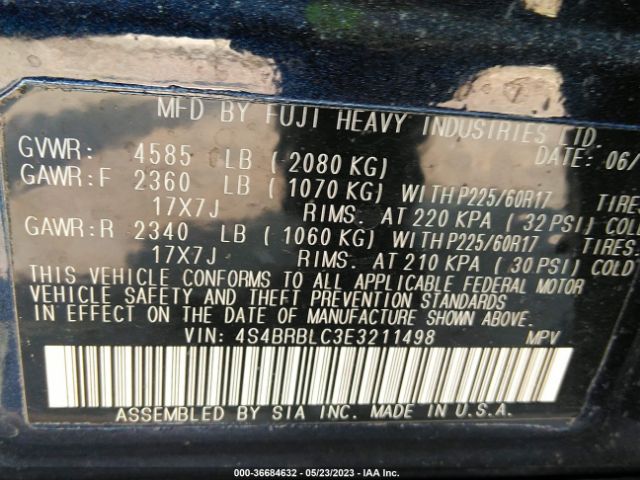 MFD BY FUJI HEAVY INDUSTRIES LTD.
GVWR: 4585 LB ( 2080 KG) DATE: 06/
GAWR:F 2360 LB ( 1070 KG) WITH P225/60R17 TIRE
17X7J RIMS. AT 220 KPA ( 32 PSI) COLD
GAWR:R 2340 LB ( 1060 KG) WITH P225/60R17 TIRES.
17X7J RIMS. AT 210 KPA ( 30 PSI) COLD
THIS VEHICLE CONFORMS TO ALL APPLICABLE FEDERAL MOTOR
VEHICLE SAFETY AND THEFT PREVENTION STANDARDS
IN EFFECT ON THE DATE OF MANUFACTURE SHOWN ABOVE.
VIN: 4S4BRBLC3E3211498 MPV
ASSEMBLED BY SIA INC. MADE IN U.S.A.
000-36684632 - 05/23/2023 - IAA Inc.